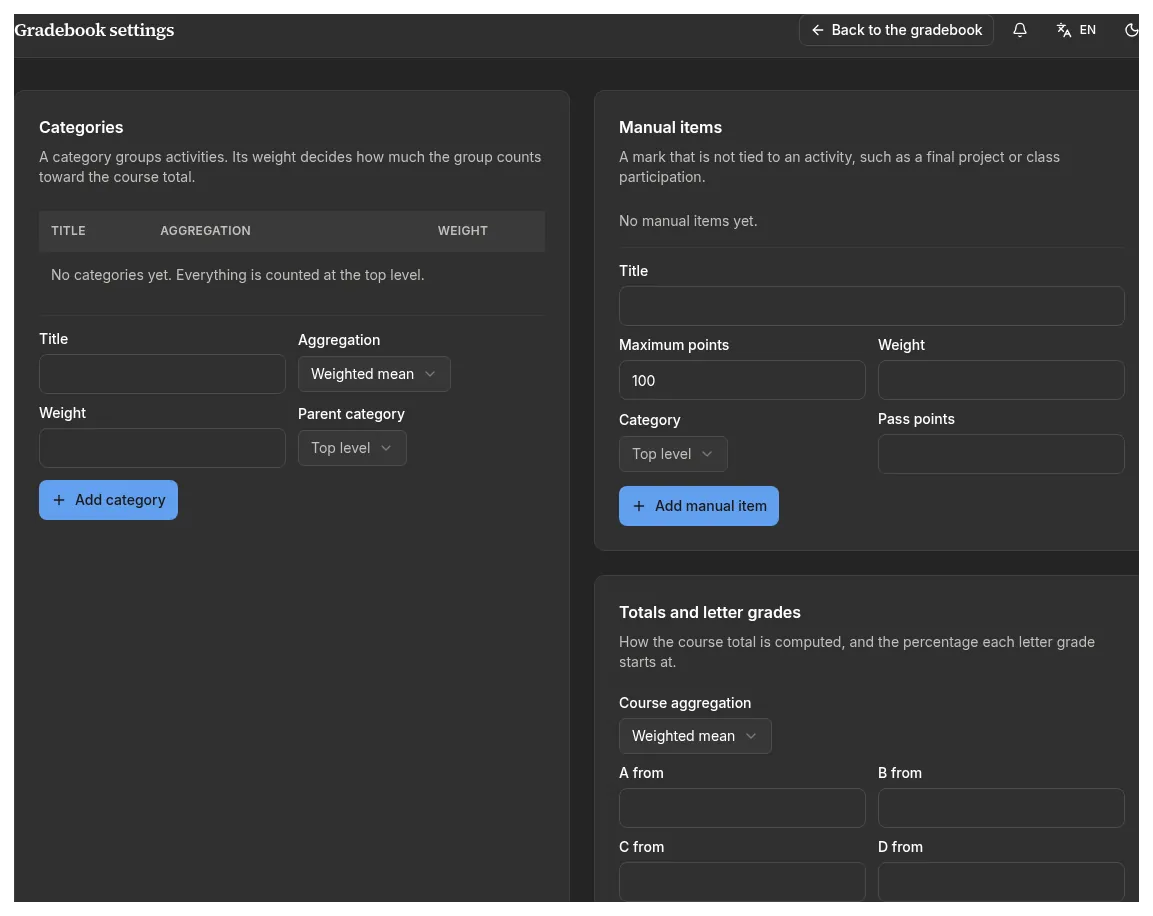 Gradebook settings
Back to the gradebook
EN
Categories
A category groups activities. Its weight decides how much the group counts
toward the course total.
TITLE AGGREGATION WEIGHT
No categories yet. Everything is counted at the top level.
Title
Aggregation
Weighted mean
Weight
Parent category
Top level
+ Add category
Manual items
A mark that is not tied to an activity, such as a final project or class
participation.
No manual items yet.
Title
Maximum points
Weight
100
Category
Pass points
Top level
+ Add manual item
Totals and letter grades
How the course total is computed, and the percentage each letter grade
starts at.
Course aggregation
Weighted mean
A from
B from
C from
D from